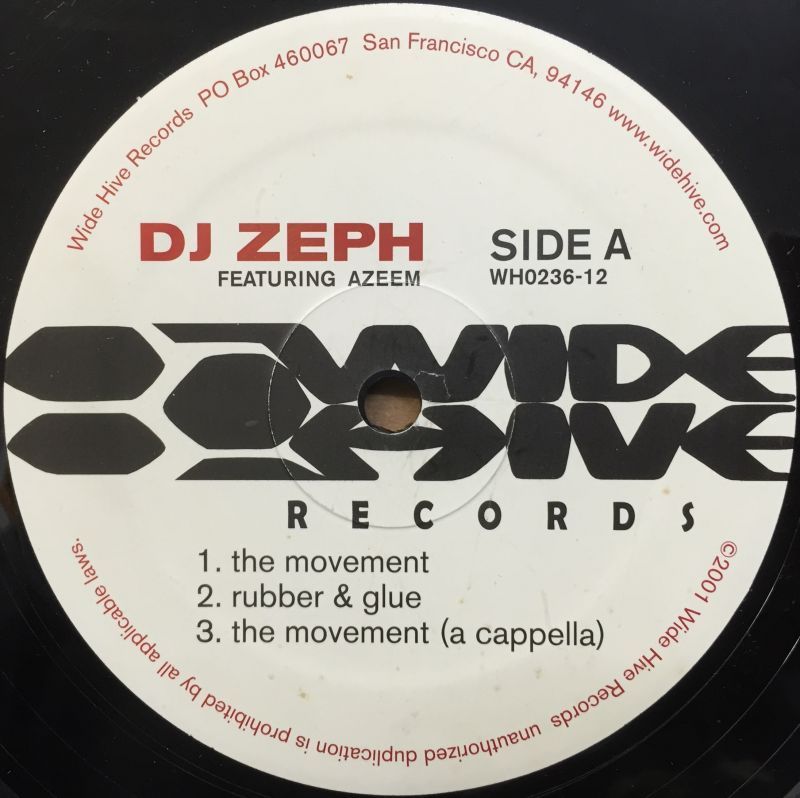 Wide Hive Records PO Box 460067 San Francisco CA, 94146 www.widehive.com
DJ ZEPH
FEATURING AZEEM
SIDE A
WH0236-12
WIDE
HIVE
RECORDS
1. the movement
2. rubber & glue
3. the movement (a cappella)
©2001 Wide Hive Records unauthorized duplication is prohibited by all applicable laws.